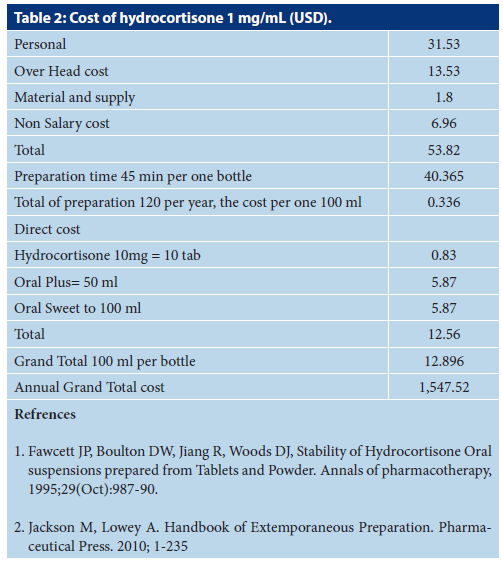 Table 2: Cost of hydrocortisone 1 mg/mL (USD).
Personal 31.53
Over Head cost 13.53
Material and supply 1.8
Non Salary cost 6.96
Total 53.82
Preparation time 45 min per one bottle 40.365
Total of preparation 120 per year, the cost per one 100 ml 0.336
Direct cost
Hydrocortisone 10mg = 10 tab 0.83
Oral Plus= 50 ml 5.87
Oral Sweet to 100 ml 5.87
Total 12.56
Grand Total 100 ml per bottle 12.896
Annual Grand Total cost 1,547.52
Refrences
1. Fawcett JP, Boulton DW, Jiang R, Woods DJ, Stability of Hydrocortisone Oral
suspensions prepared from Tablets and Powder. Annals of pharmacotherapy,
1995;29(Oct):987-90.
2. Jackson M, Lowey A. Handbook of Extemporaneous Preparation. Pharma-
ceutical Press. 2010; 1-235